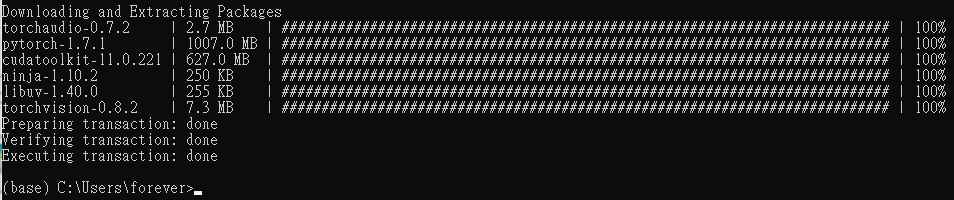 Downloading and Extracting Packages
torchaudio-0.7.2 | 2.7 MB | ############################################################################ | 100%
pytorch-1.7.1 | 1007.0 MB | ############################################################################ | 100%
cudatoolkit-11.0.221 | 627.0 MB | ############################################################################ | 100%
ninja-1.10.2 | 250 KB | ############################################################################ | 100%
libuv-1.40.0 | 255 KB | ############################################################################ | 100%
torchvision-0.8.2 | 7.3 MB | ############################################################################ | 100%
Preparing transaction: done
Verifying transaction: done
Executing transaction: done
(base) C:\Users\forever>